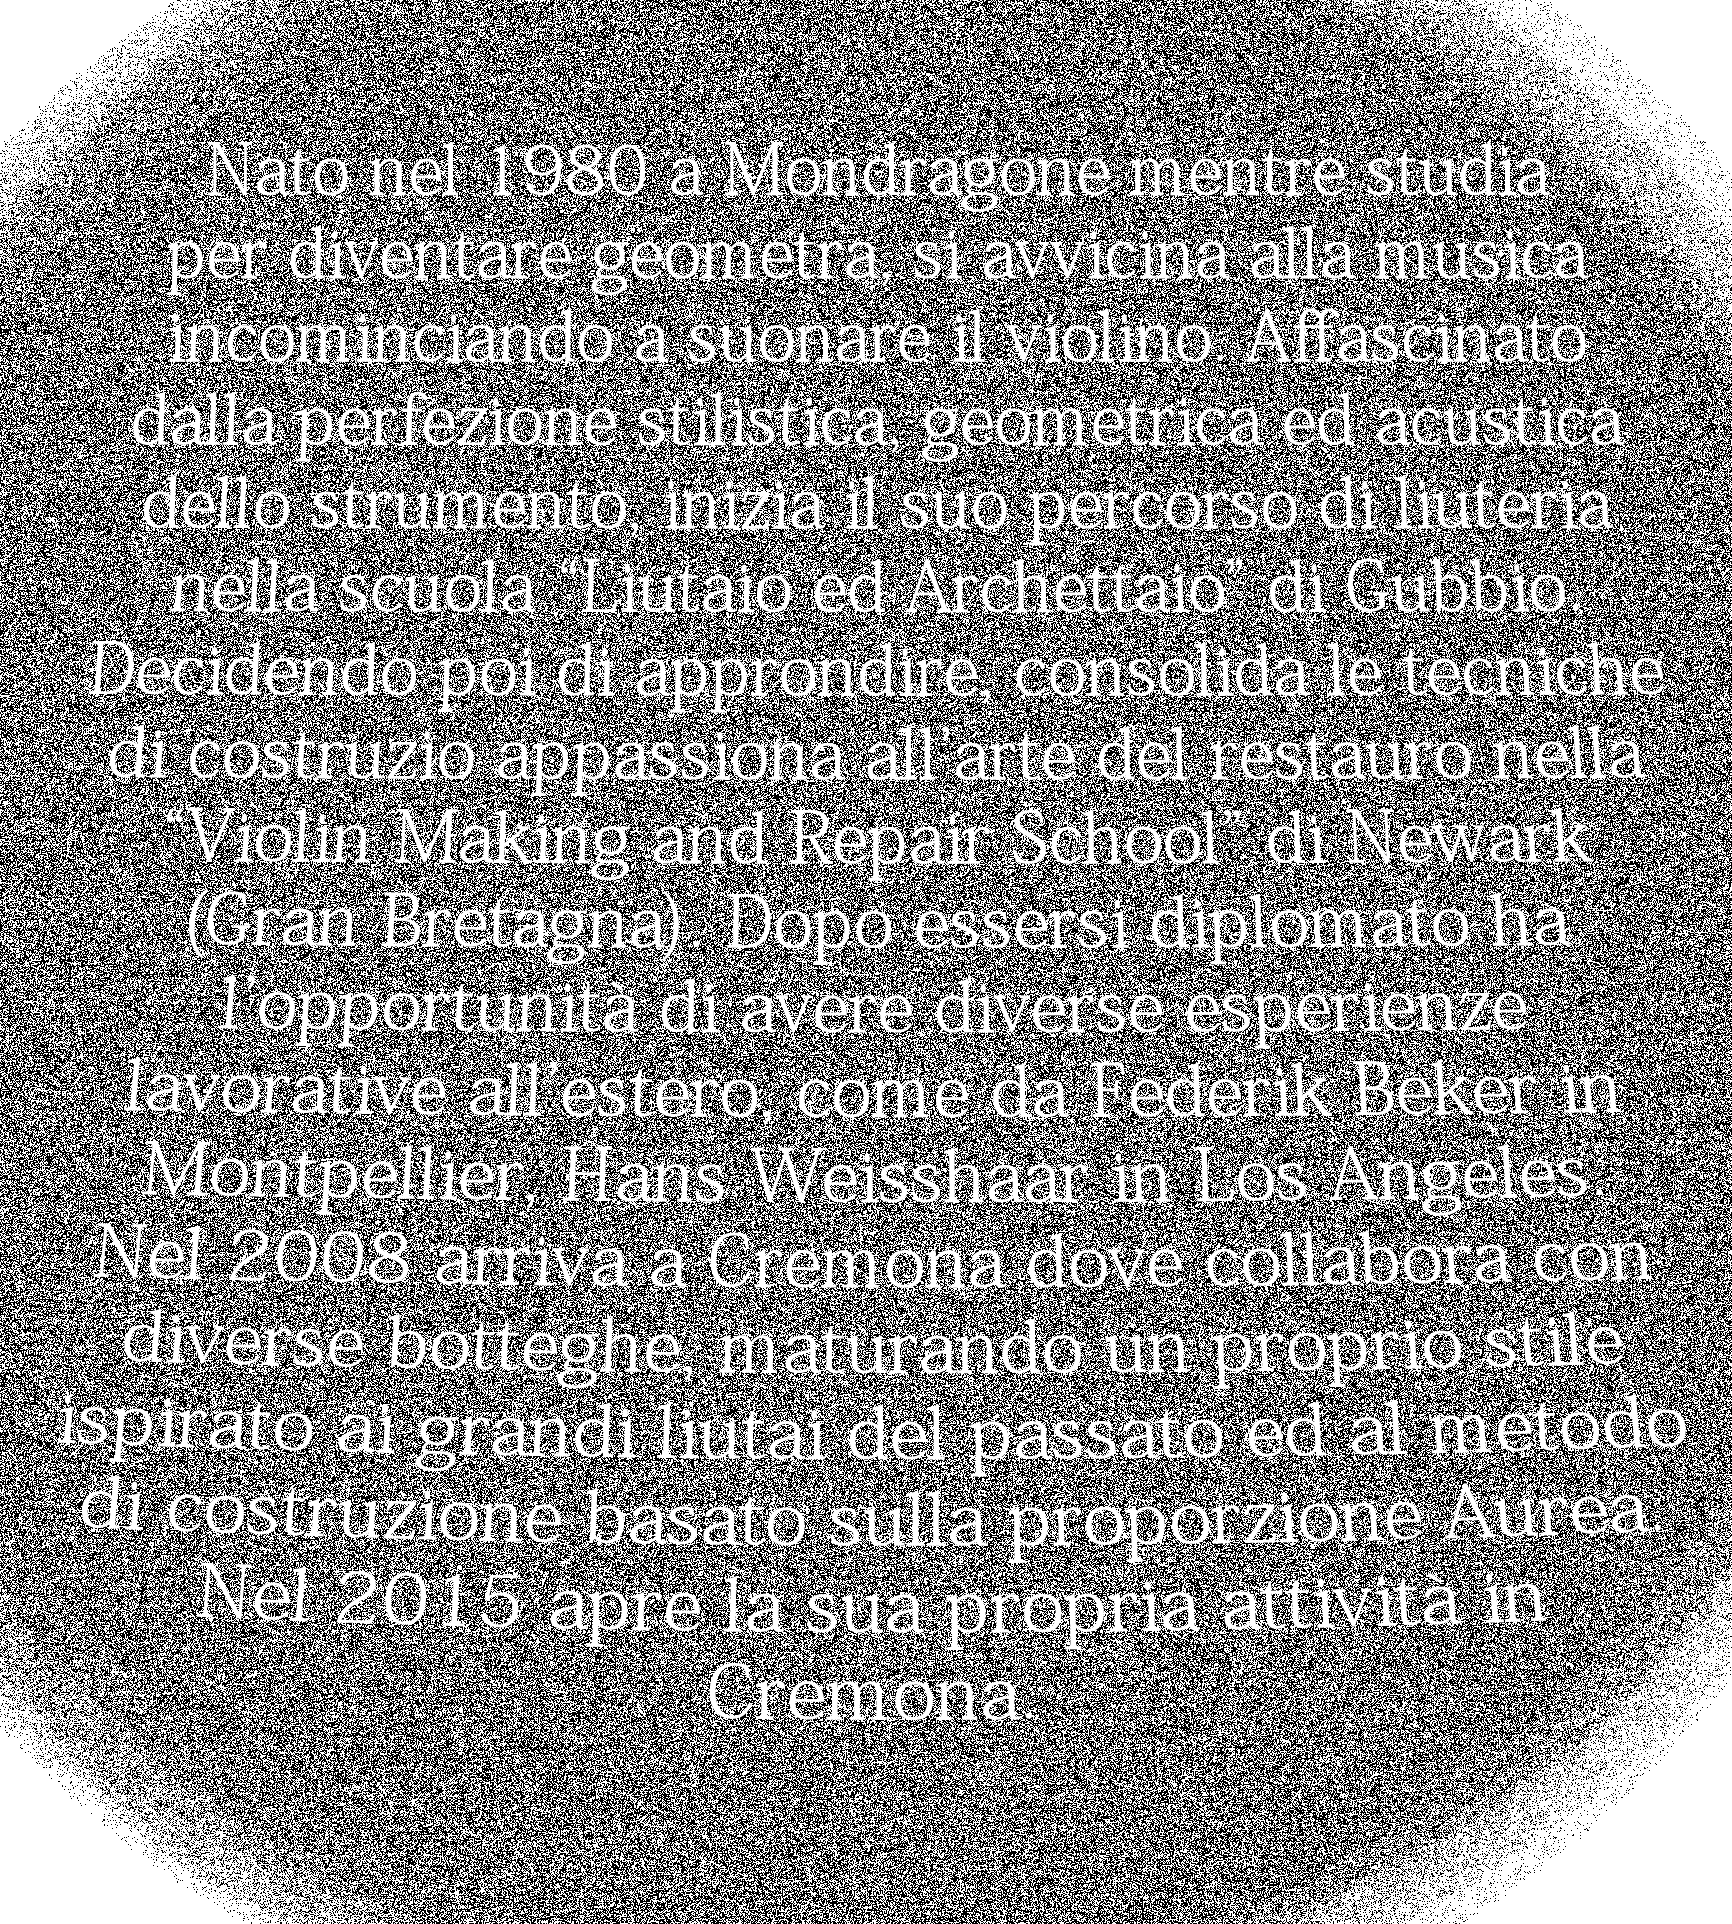 Nato nel 1980 a Mondragone mentre studia
per diventare geometra, si avvicina alla musica
incominciando a suonare il violino. Affascinato
dalla perfezione stilistica, geometrica ed acustica
dello strumento, inizia il suo percorso di liuteria
nella scuola “Liutaio ed Archettaio” di Gubbio.
Decidendo poi di approndire, consolida le tecniche
di costruzio appassiona all'arte del restauro nella
“Violin Making and Repair School” di Newark
(Gran Bretagna). Dopo essersi diplomato ha
l'opportunità di avere diverse esperienze
lavorative all'estero, come da Federik Beker in
Montpellier, Hans Weisshaar in Los Angeles.
Nel 2008 arriva a Cremona dove collabora con
diverse botteghe, maturando un proprio stile
ispirato ai grandi liutai del passato ed al metodo
di costruzione basato sulla proporzione Aurea.
Nel 2015 apre la sua propria attività in
Cremona.